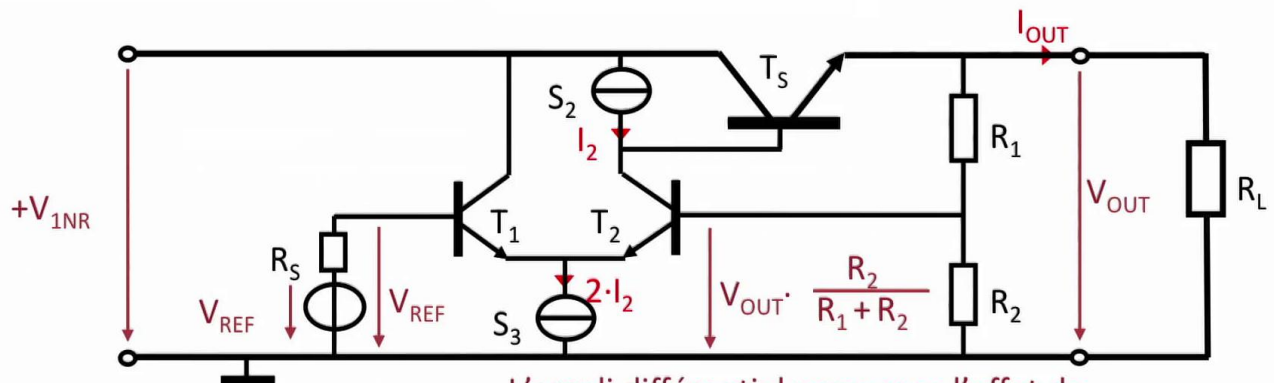 I_OUT
T_S
S_2
I_2
R_1
+V_1NR
V_OUT
R_L
T_1
T_2
R_S
2·I_2
V_REF
V_REF
S_3
V_OUT· R_2
R_1 + R_2
R_2